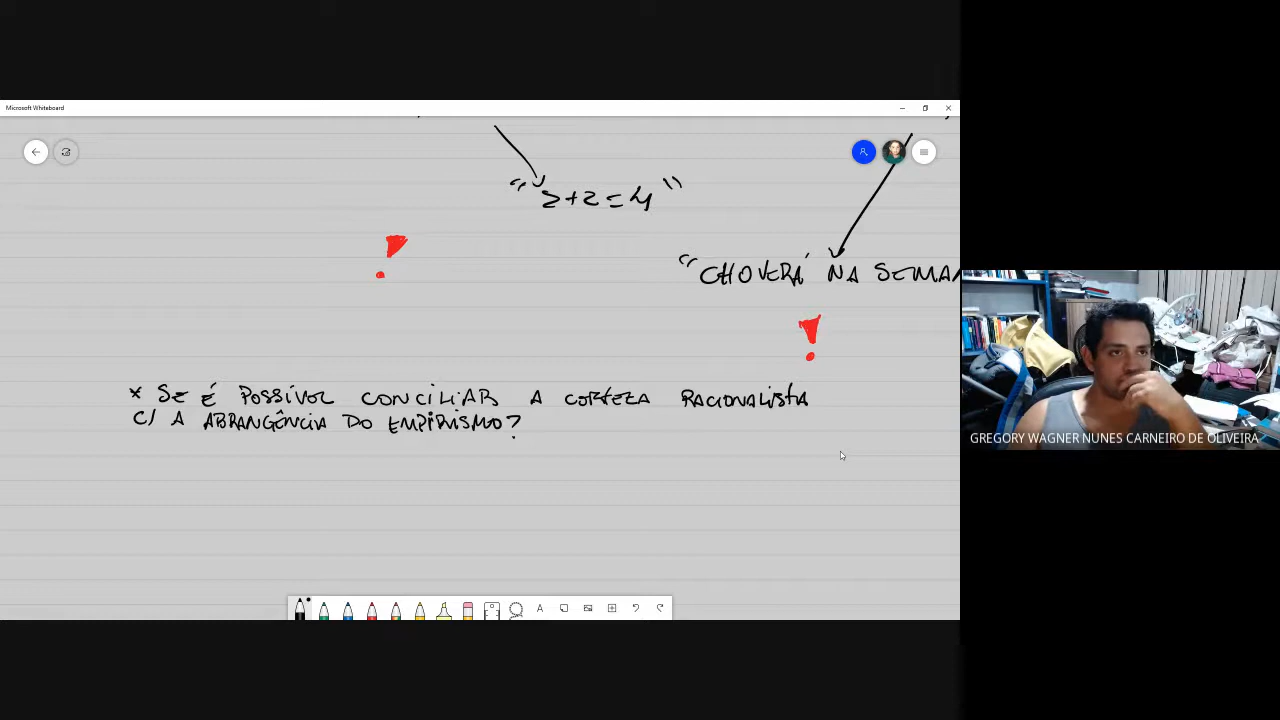 Microsoft Whiteboard
"2+2=4"
"CHOVERÁ NA SEMAN
* SE É POSSÍVEL CONCILIAR A CERTEZA RACIONALISTA
C/ A ABRANGÊNCIA DO EMPIRISMO?
GREGORY WAGNER NUNES CARNEIRO DE OLIVEIRA